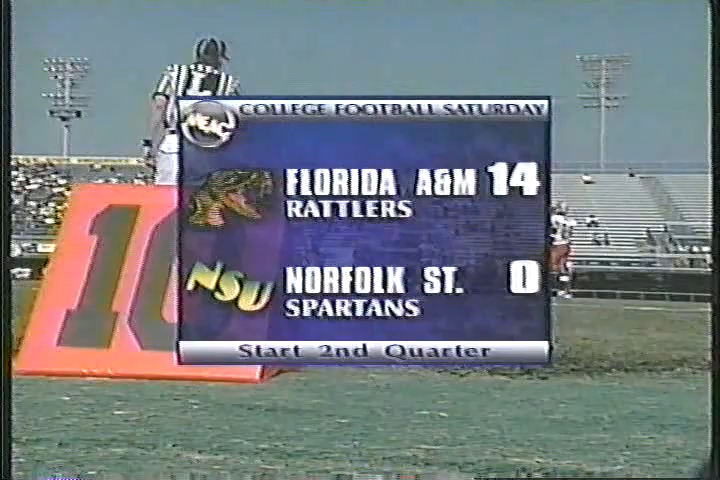 COLLEGE FOOTBALL SATURDAY
MEAC
FLORIDA A&M 14
RATTLERS
NSU NORFOLK ST. 0
SPARTANS
Start 2nd Quarter
10
L